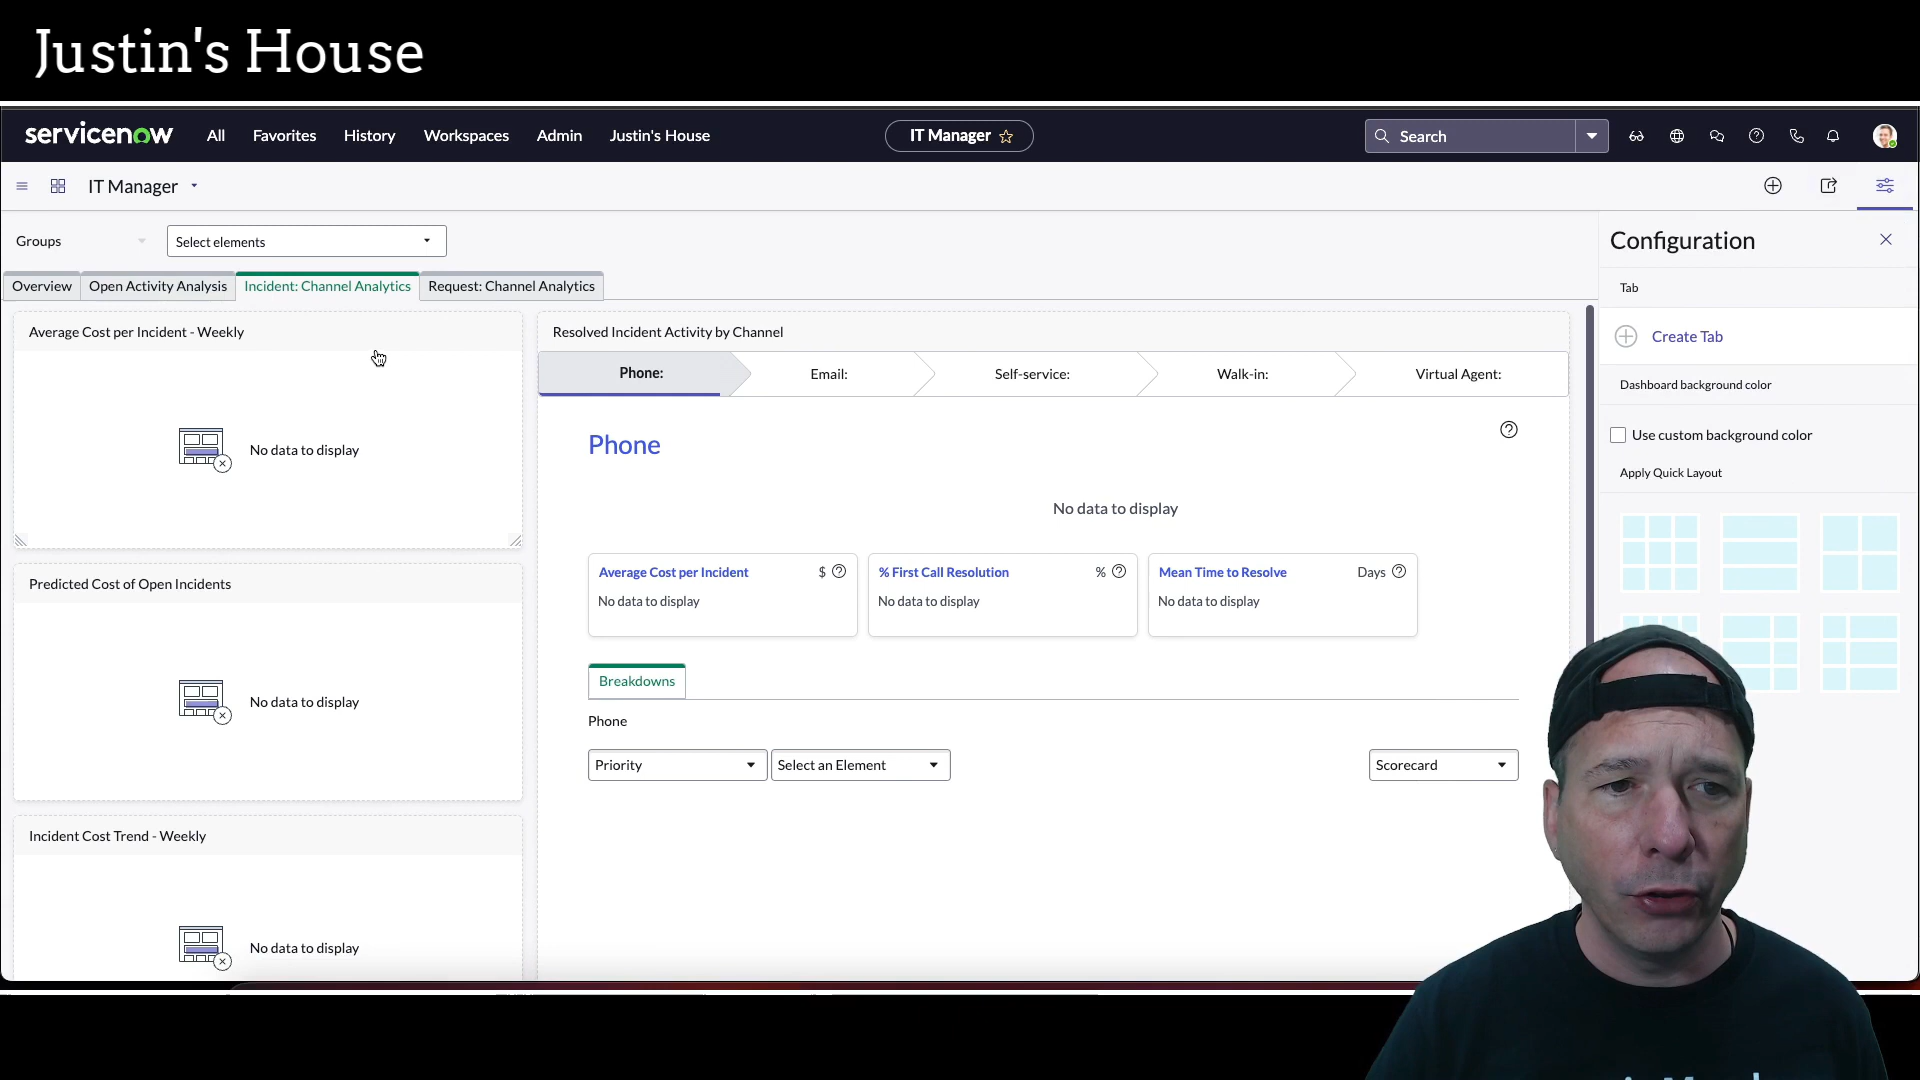 Justin's House
servicenow All Favorites History Workspaces Admin Justin's House IT Manager Search
IT Manager
Groups Select elements
Configuration
Overview Open Activity Analysis Incident: Channel Analytics Request: Channel Analytics
Tab
Average Cost per Incident - Weekly
Resolved Incident Activity by Channel
Create Tab
Phone: Email: Self-service: Walk-in: Virtual Agent:
Dashboard background color
Use custom background color
Phone
No data to display
Apply Quick Layout
No data to display
Average Cost per Incident $
% First Call Resolution %
Mean Time to Resolve Days
No data to display
No data to display
No data to display
Predicted Cost of Open Incidents
No data to display
Breakdowns
Phone
Priority Select an Element Scorecard
Incident Cost Trend - Weekly
No data to display